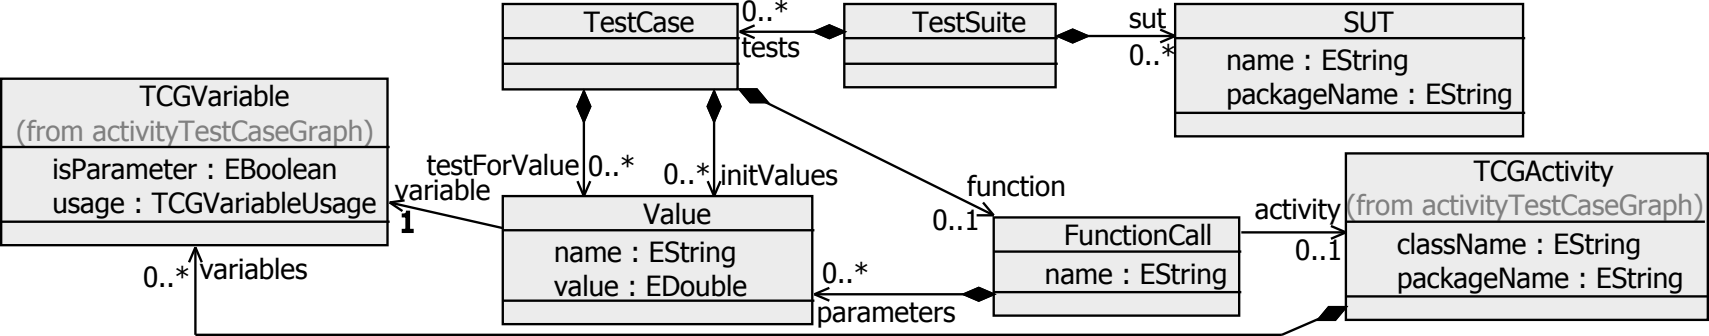 TestCase
0..*
tests
TestSuite
sut
0..*
SUT
name : EString
packageName : EString
TCGVariable
(from activityTestCaseGraph)
isParameter : EBoolean
usage : TCGVariableUsage
testForValue
0..*
0..*
initValues
variable
1
Value
name : EString
value : EDouble
function
0..1
FunctionCall
name : EString
activity
0..1
TCGActivity
(from activityTestCaseGraph)
className : EString
packageName : EString
0..*
variables
0..*
parameters